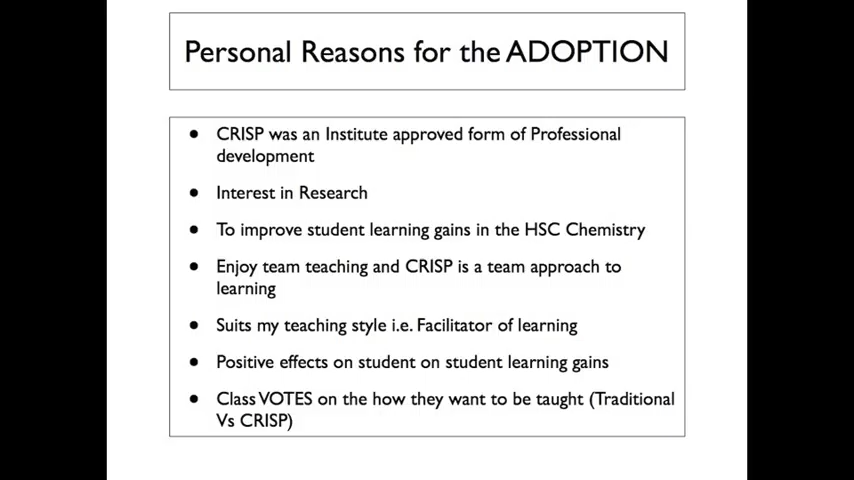 Personal Reasons for the ADOPTION
• CRISP was an Institute approved form of Professional
development
• Interest in Research
• To improve student learning gains in the HSC Chemistry
• Enjoy team teaching and CRISP is a team approach to
learning
• Suits my teaching style i.e. Facilitator of learning
• Positive effects on student on student learning gains
• Class VOTES on the how they want to be taught (Traditional
Vs CRISP)